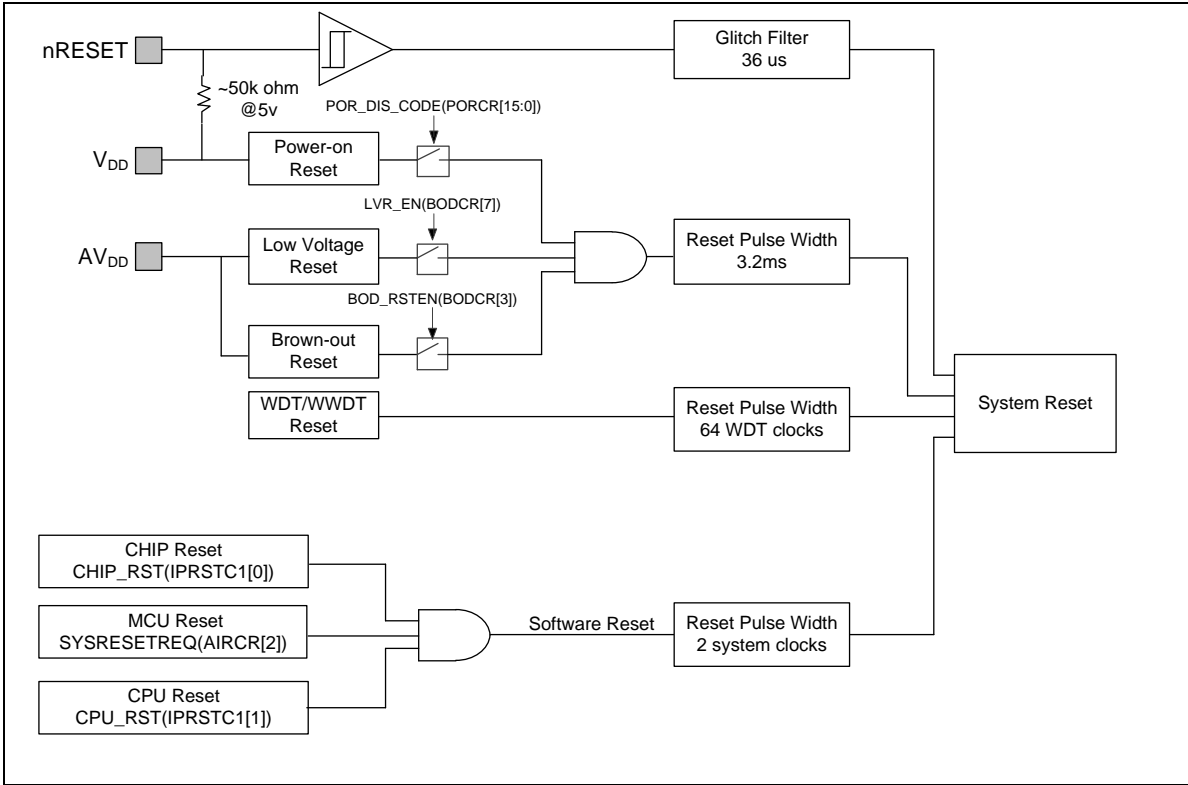 nRESET
Glitch Filter
36 us
~50k ohm
@5v
POR_DIS_CODE(PORCR[15:0])
VDD
Power-on
Reset
LVR_EN(BODCR[7])
AVDD
Low Voltage
Reset
Reset Pulse Width
3.2ms
BOD_RSTEN(BODCR[3])
Brown-out
Reset
WDT/WWDT
Reset
Reset Pulse Width
64 WDT clocks
System Reset
CHIP Reset
CHIP_RST(IPRSTC1[0])
MCU Reset
SYSRESETREQ(AIRCR[2])
Software Reset
Reset Pulse Width
2 system clocks
CPU Reset
CPU_RST(IPRSTC1[1])